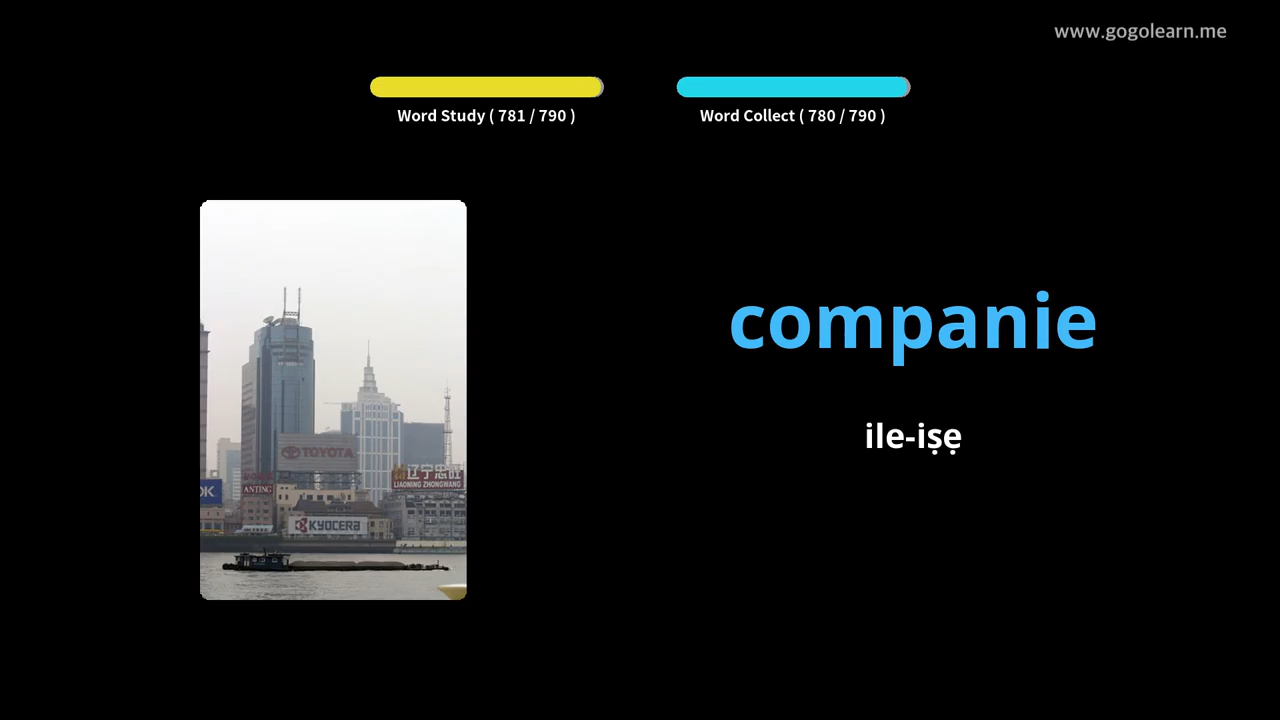 www.gogolearn.me
Word Study ( 781 / 790 )
Word Collect ( 780 / 790 )
companie
ile-iṣẹ
TOYOTA
辽宁忠旺
LIAONING ZHONGWANG
OK
ANTING
KYOCERA